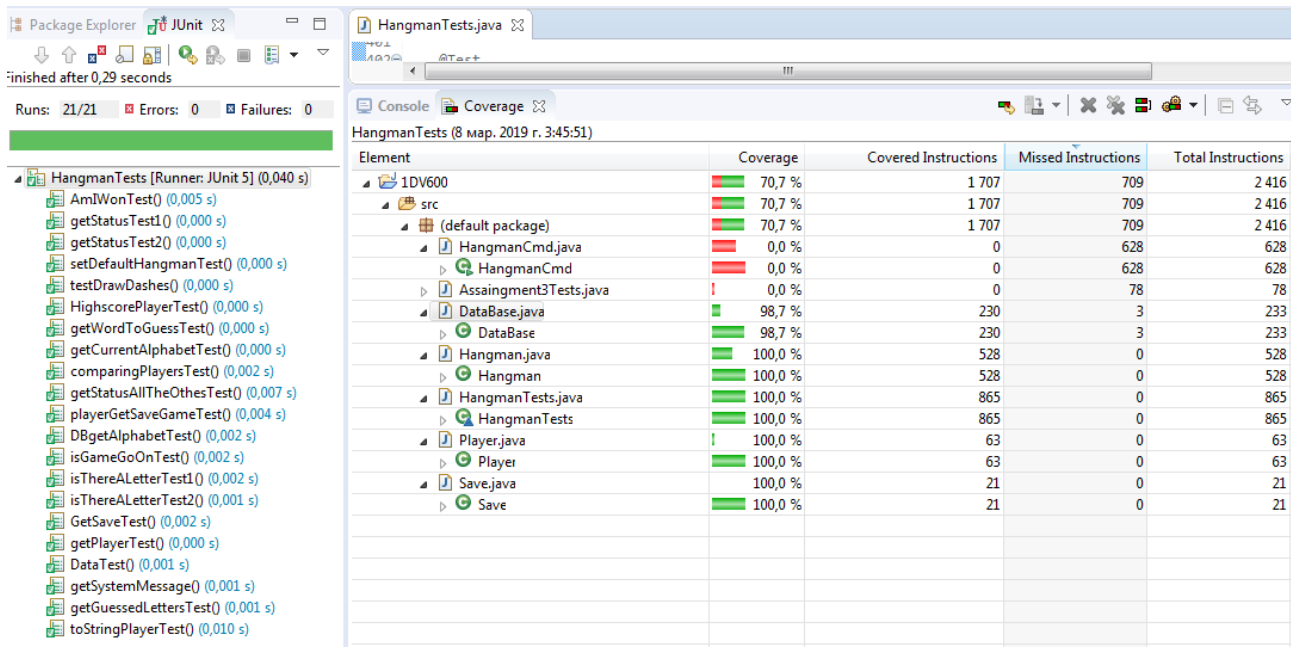 Package Explorer JUnit
Finished after 0,29 seconds
Runs: 21/21 Errors: 0 Failures: 0
HangmanTests [Runner: JUnit 5] (0,040 s)
AmIWonTest() (0,005 s)
getStatusTest1() (0,000 s)
getStatusTest2() (0,000 s)
setDefaultHangmanTest() (0,000 s)
testDrawDashes() (0,000 s)
HighscorePlayerTest() (0,000 s)
getWordToGuessTest() (0,000 s)
getCurrentAlphabetTest() (0,000 s)
comparingPlayersTest() (0,002 s)
getStatusAllTheOthesTest() (0,007 s)
playerGetSaveGameTest() (0,004 s)
DBgetAlphabetTest() (0,002 s)
isGameGoOnTest() (0,002 s)
isThereALetterTest1() (0,002 s)
isThereALetterTest2() (0,001 s)
GetSaveTest() (0,002 s)
getPlayerTest() (0,000 s)
DataTest() (0,001 s)
getSystemMessage() (0,001 s)
getGuessedLettersTest() (0,001 s)
toStringPlayerTest() (0,010 s)
HangmanTests.java
401
402 @Test
Console Coverage
HangmanTests (8 мар. 2019 г. 3:45:51)
Element Coverage Covered Instructions Missed Instructions Total Instructions
1DV600 70,7 % 1 707 709 2 416
src 70,7 % 1 707 709 2 416
(default package) 70,7 % 1 707 709 2 416
HangmanCmd.java 0,0 % 0 628 628
HangmanCmd 0,0 % 0 628 628
Assaingment3Tests.java 0,0 % 0 78 78
DataBase.java 98,7 % 230 3 233
DataBase 98,7 % 230 3 233
Hangman.java 100,0 % 528 0 528
Hangman 100,0 % 528 0 528
HangmanTests.java 100,0 % 865 0 865
HangmanTests 100,0 % 865 0 865
Player.java 100,0 % 63 0 63
Player 100,0 % 63 0 63
Save.java 100,0 % 21 0 21
Save 100,0 % 21 0 21